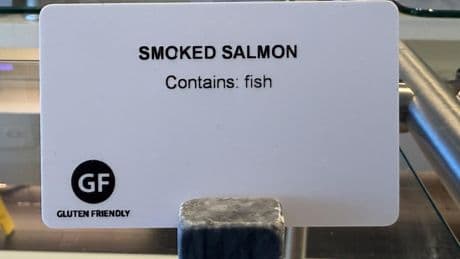 SMOKED SALMON
Contains: fish
GF
GLUTEN FRIENDLY